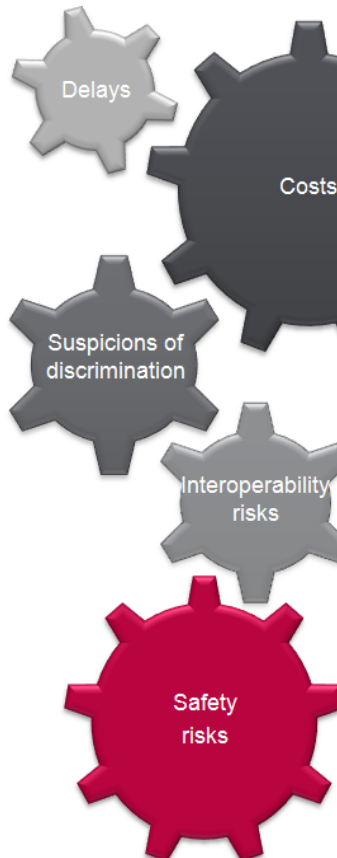 Delays
Costs
Suspicions of
discrimination
Interoperability
risks
Safety
risks